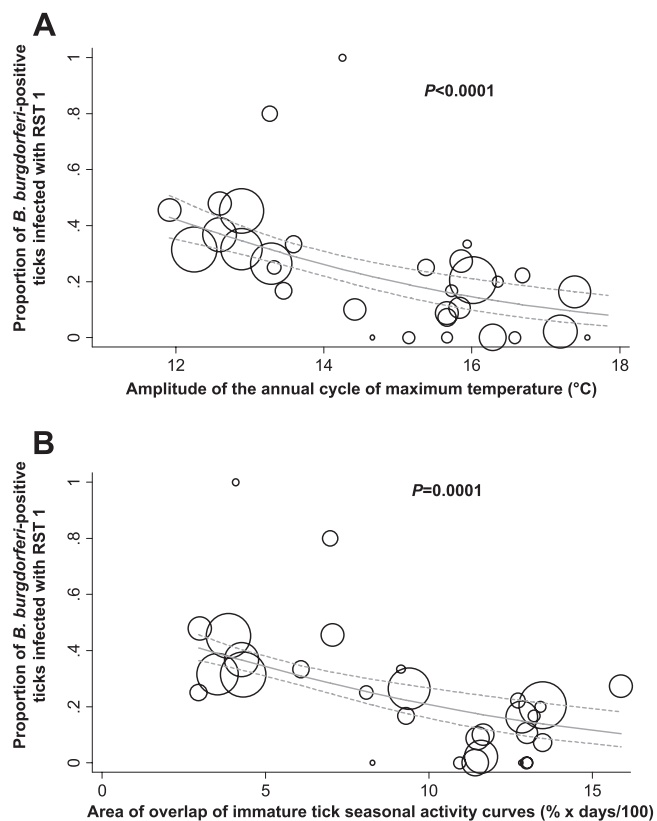 A
Proportion of B. burgdorferi-positive
ticks infected with RST 1
1
.8
.6
.4
.2
0
P<0.0001
12
14
16
18
Amplitude of the annual cycle of maximum temperature (°C)
B
Proportion of B. burgdorferi-positive
ticks infected with RST 1
1
.8
.6
.4
.2
0
P=0.0001
0
5
10
15
Area of overlap of immature tick seasonal activity curves (% x days/100)